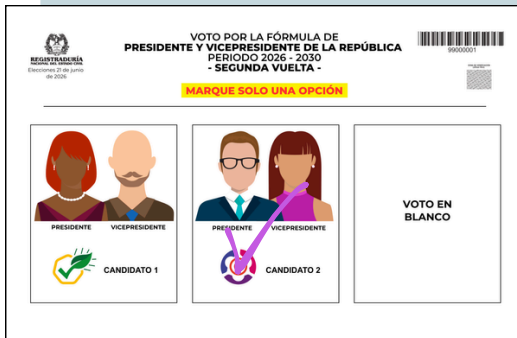 VOTO POR LA FÓRMULA DE
PRESIDENTE Y VICEPRESIDENTE DE LA REPÚBLICA
PERIODO 2026 - 2030
- SEGUNDA VUELTA -
REGISTRADURÍA
NACIONAL DEL ESTADO CIVIL
Elecciones 21 de junio
de 2026
99000001
MARQUE SOLO UNA OPCIÓN
PRESIDENTE VICEPRESIDENTE
CANDIDATO 1
PRESIDENTE VICEPRESIDENTE
CANDIDATO 2
VOTO EN
BLANCO